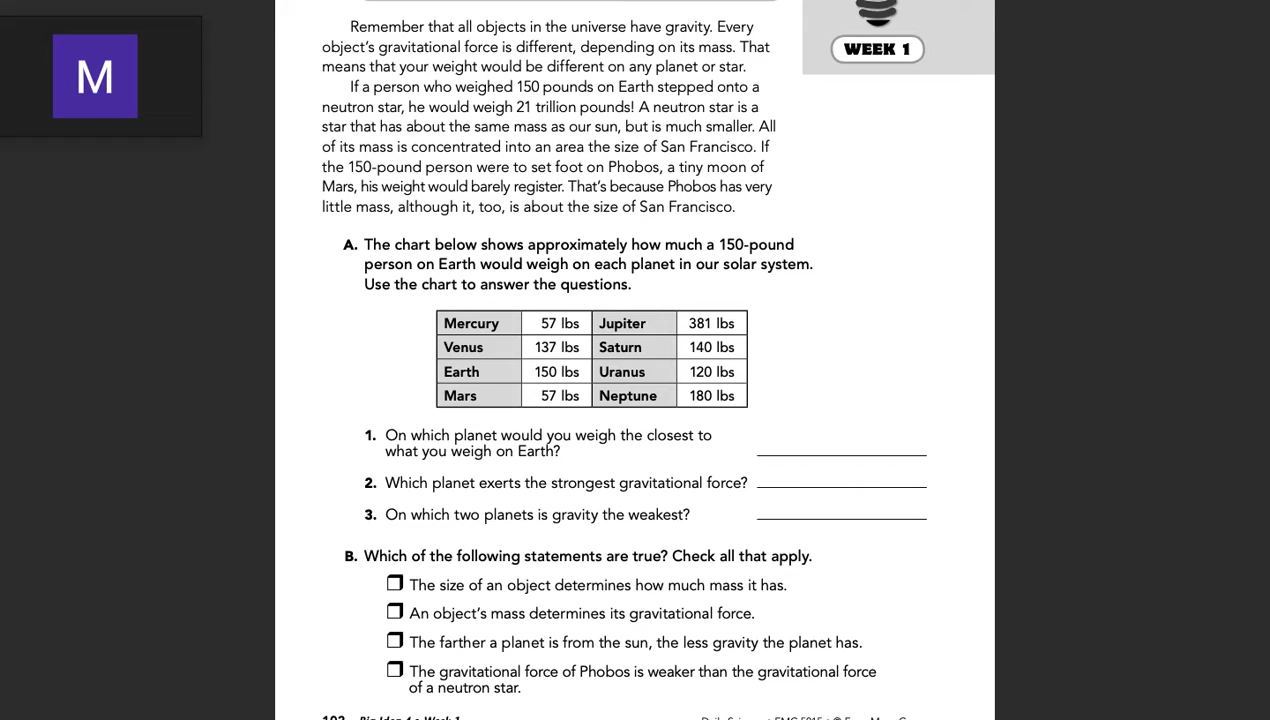 M
WEEK 1
Remember that all objects in the universe have gravity. Every
object's gravitational force is different, depending on its mass. That
means that your weight would be different on any planet or star.
If a person who weighed 150 pounds on Earth stepped onto a
neutron star, he would weigh 21 trillion pounds! A neutron star is a
star that has about the same mass as our sun, but is much smaller. All
of its mass is concentrated into an area the size of San Francisco. If
the 150-pound person were to set foot on Phobos, a tiny moon of
Mars, his weight would barely register. That's because Phobos has very
little mass, although it, too, is about the size of San Francisco.
A. The chart below shows approximately how much a 150-pound
person on Earth would weigh on each planet in our solar system.
Use the chart to answer the questions.
Mercury 57 lbs Jupiter 381 lbs
Venus 137 lbs Saturn 140 lbs
Earth 150 lbs Uranus 120 lbs
Mars 57 lbs Neptune 180 lbs
1. On which planet would you weigh the closest to
what you weigh on Earth?
2. Which planet exerts the strongest gravitational force?
3. On which two planets is gravity the weakest?
B. Which of the following statements are true? Check all that apply.
The size of an object determines how much mass it has.
An object's mass determines its gravitational force.
The farther a planet is from the sun, the less gravity the planet has.
The gravitational force of Phobos is weaker than the gravitational force
of a neutron star.